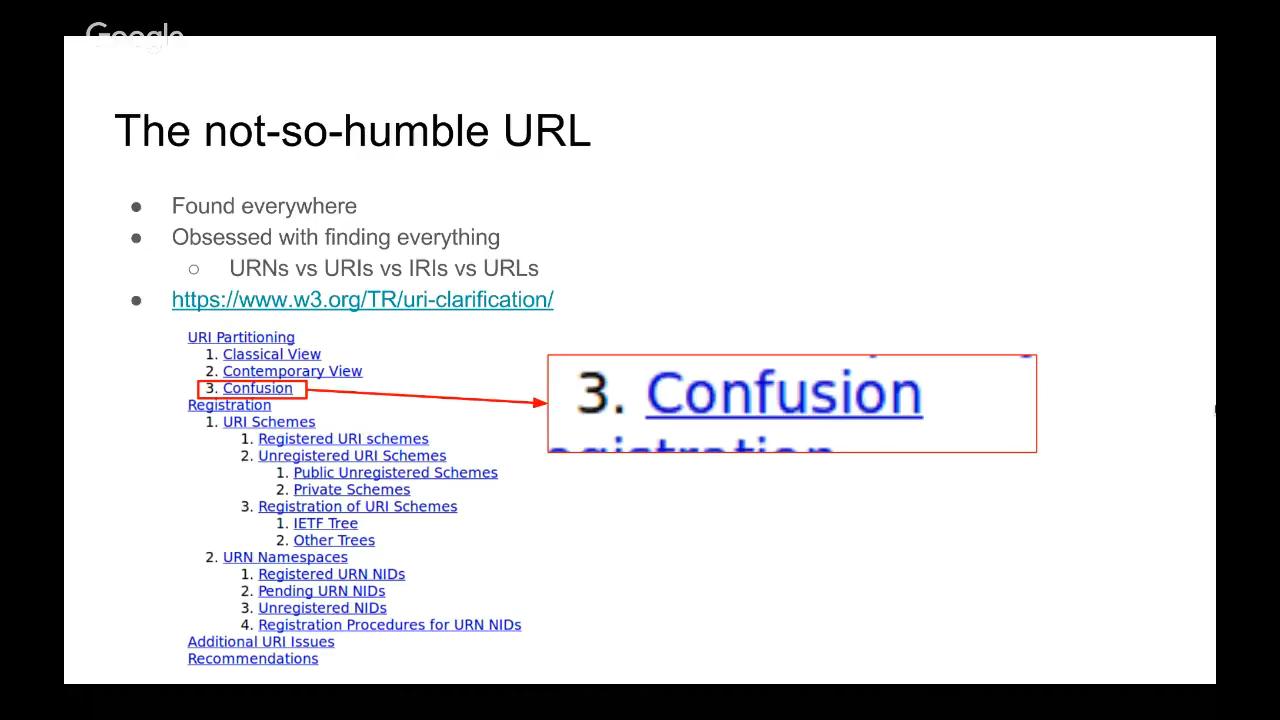 Google
The not-so-humble URL
● Found everywhere
● Obsessed with finding everything
○ URNs vs URIs vs IRIs vs URLs
● https://www.w3.org/TR/uri-clarification/
URI Partitioning
1. Classical View
2. Contemporary View
3. Confusion
Registration
1. URI Schemes
1. Registered URI schemes
2. Unregistered URI Schemes
1. Public Unregistered Schemes
2. Private Schemes
3. Registration of URI Schemes
1. IETF Tree
2. Other Trees
2. URN Namespaces
1. Registered URN NIDs
2. Pending URN NIDs
3. Unregistered NIDs
4. Registration Procedures for URN NIDs
Additional URI Issues
Recommendations
3. Confusion
egistration